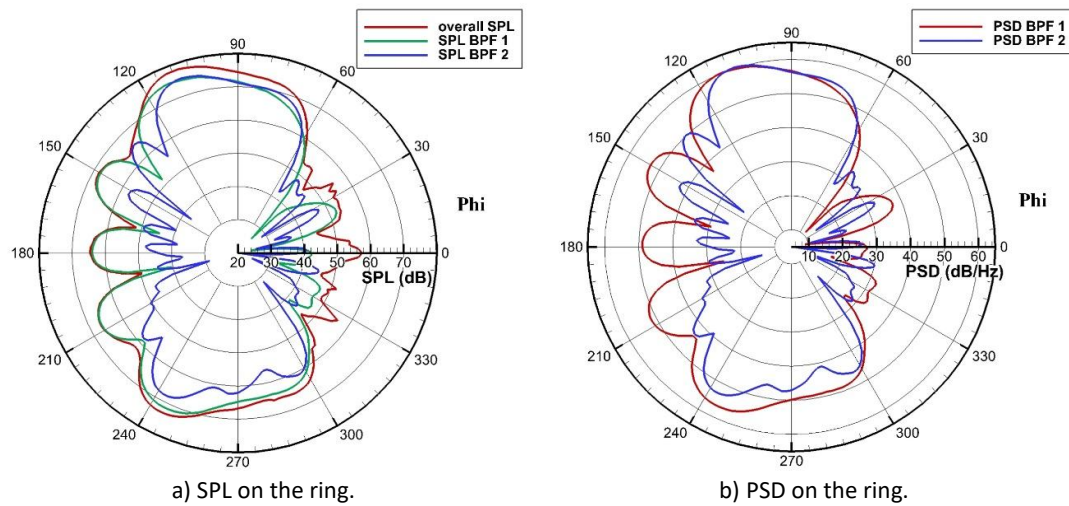 overall SPL
SPL BPF 1
SPL BPF 2
90
120
60
150
30
Phi
180
0
20 30 40 50 60 70
SPL (dB)
210
330
240
300
270
a) SPL on the ring.
PSD BPF 1
PSD BPF 2
90
120
60
150
30
Phi
180
0
10 20 30 40 50 60
PSD (dB/Hz)
210
330
240
300
270
b) PSD on the ring.